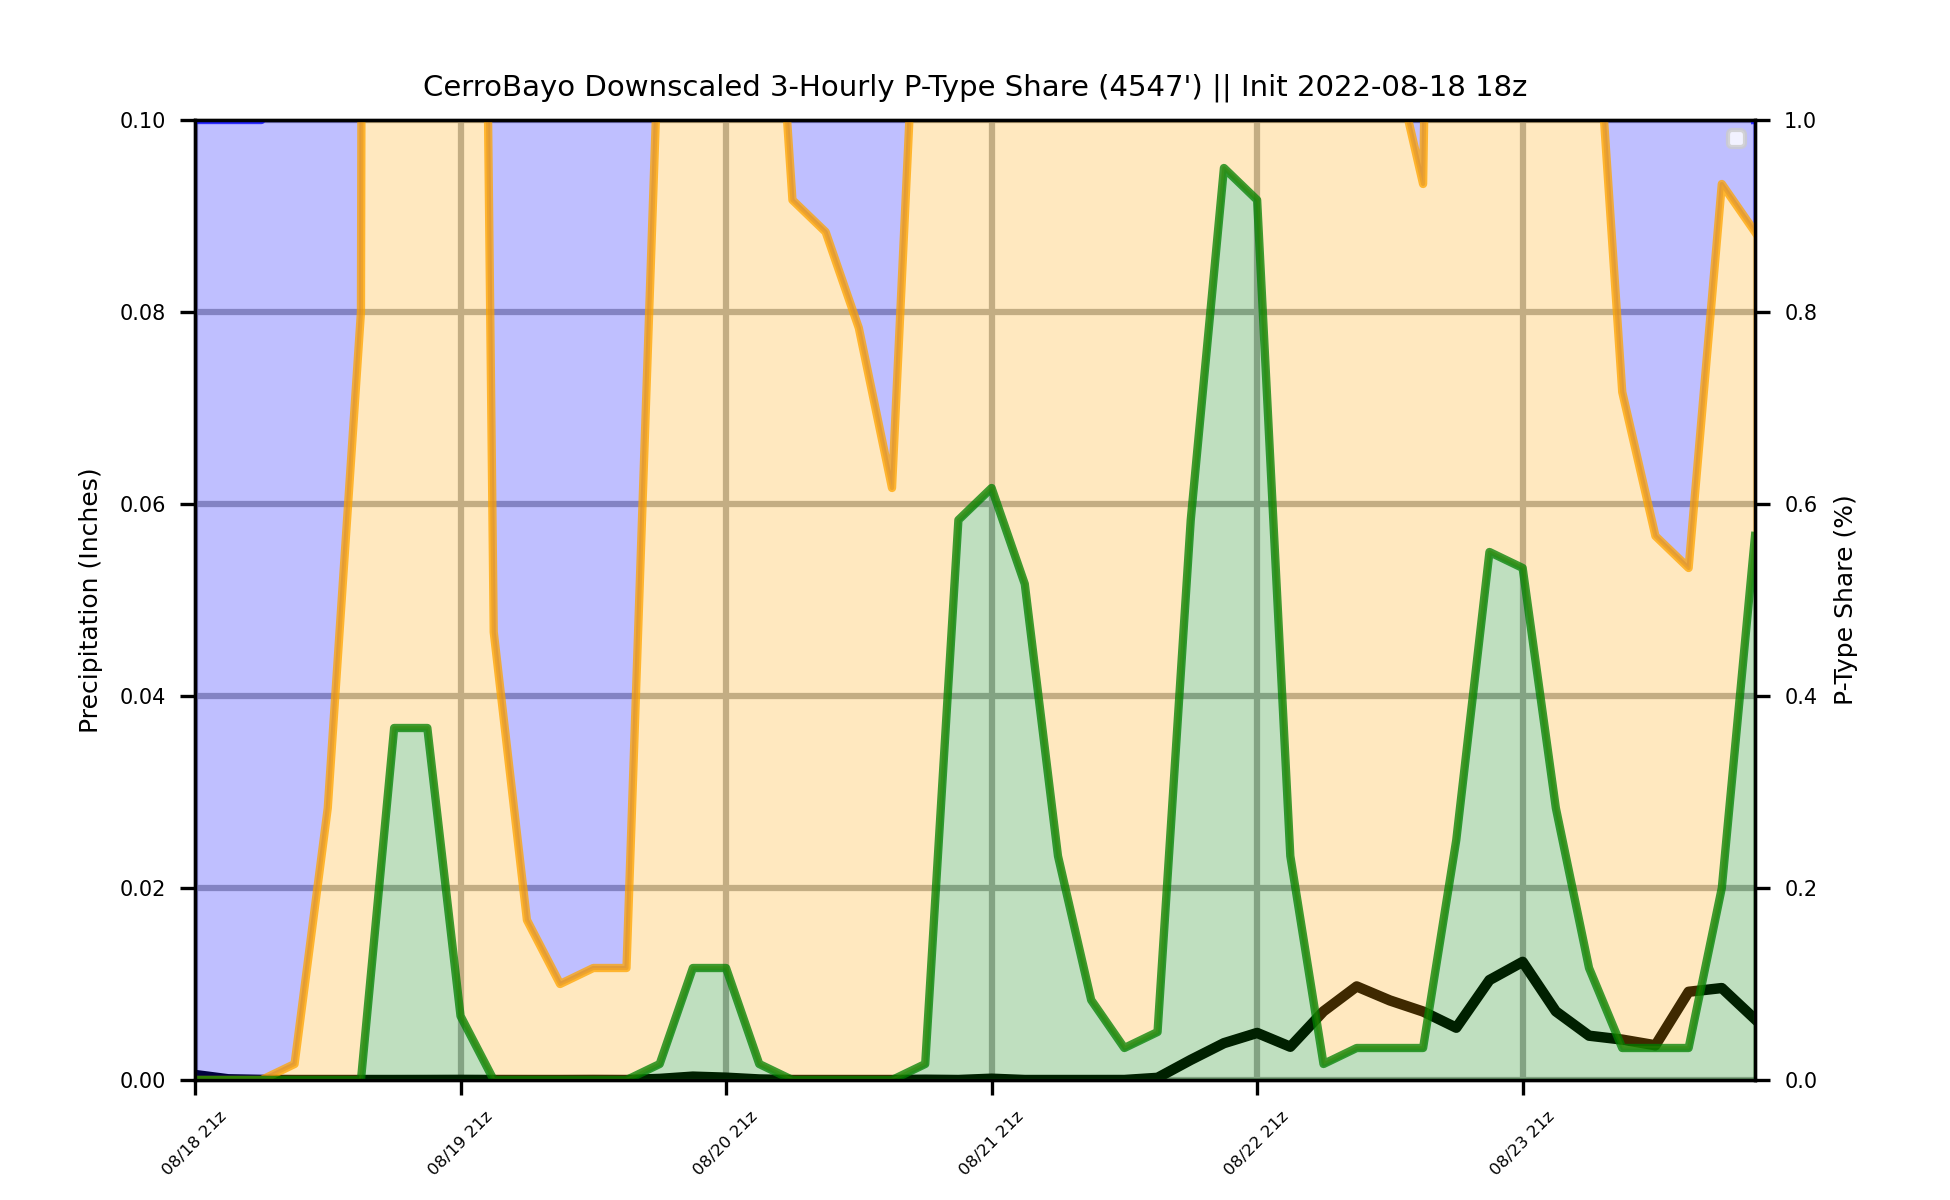 CerroBayo Downscaled 3-Hourly P-Type Share (4547') || Init 2022-08-18 18z
0.10
0.08
0.06
0.04
0.02
0.00
Precipitation (Inches)
1.0
0.8
0.6
0.4
0.2
0.0
P-Type Share (%)
08/18 21z
08/19 21z
08/20 21z
08/21 21z
08/22 21z
08/23 21z